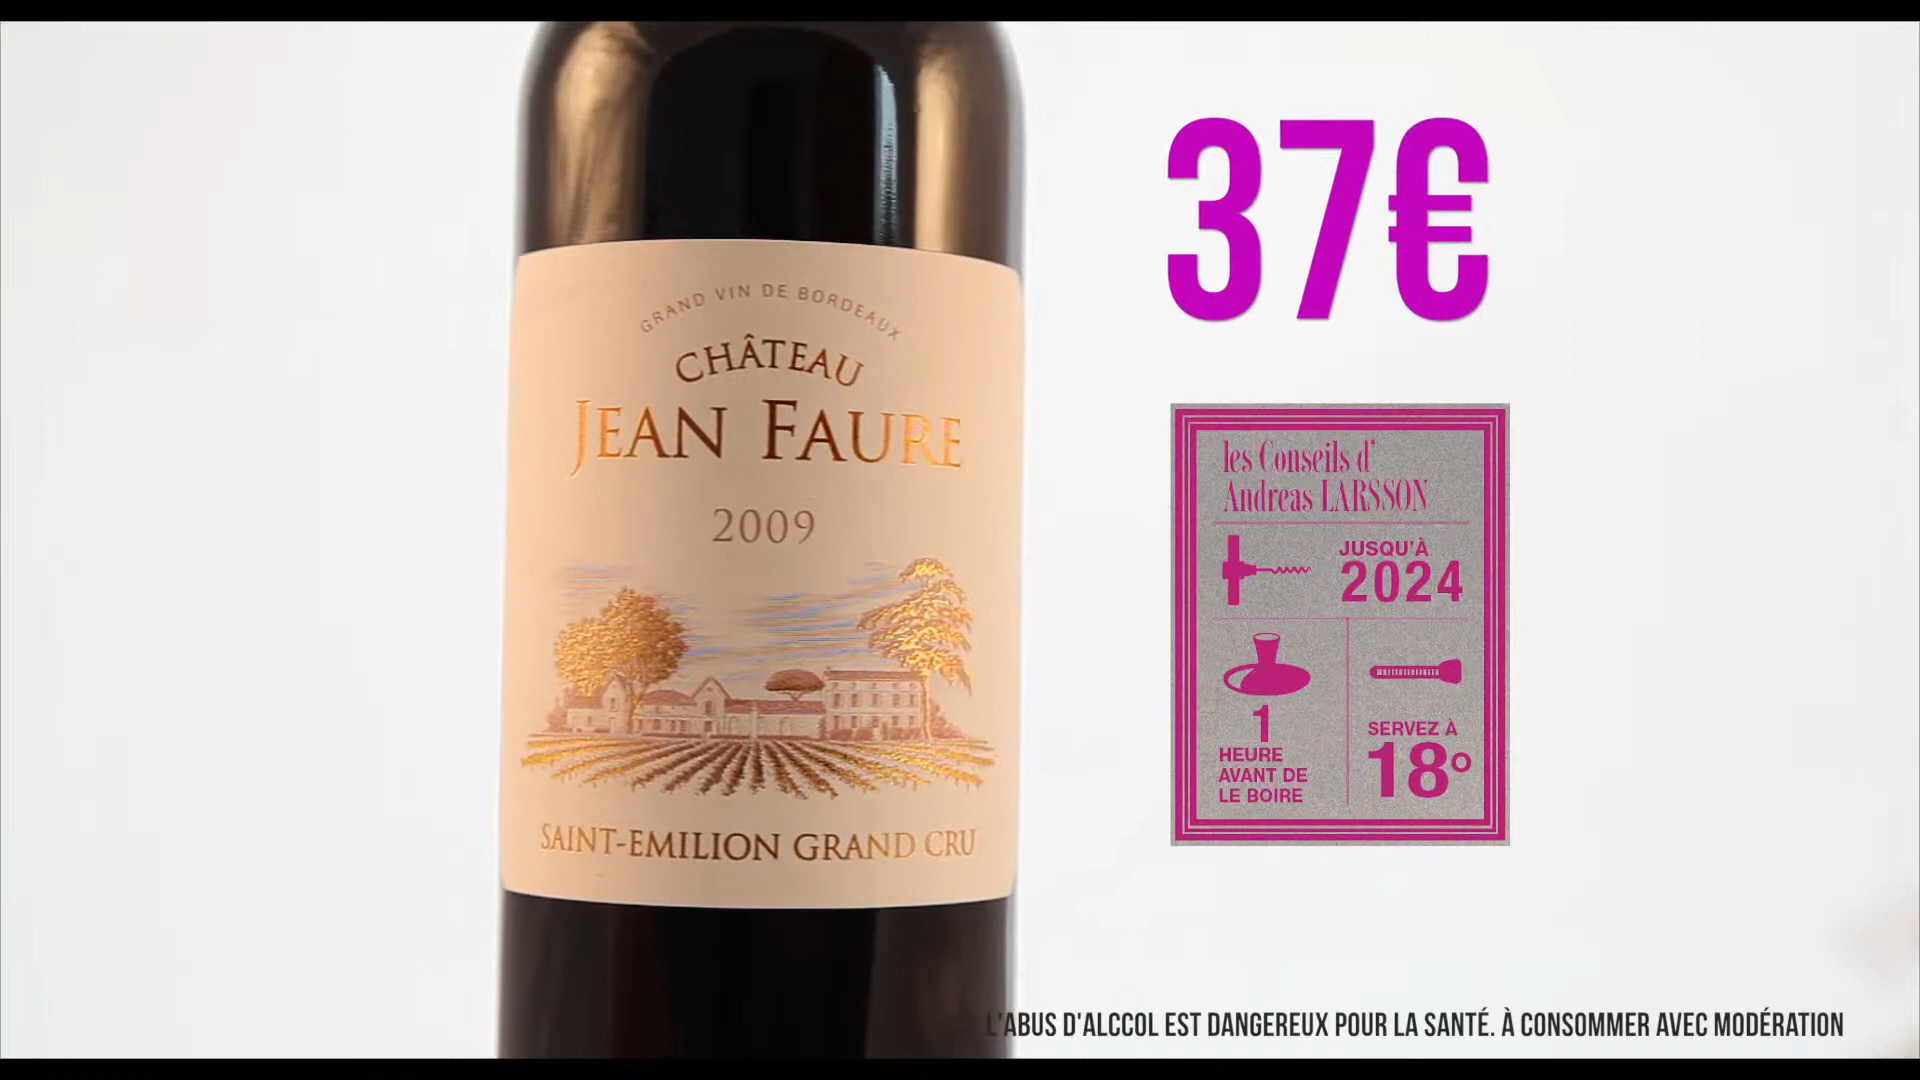 GRAND VIN DE BORDEAUX
CHÂTEAU
JEAN FAURE
2009
SAINT-EMILION GRAND CRU
37€
les Conseils d'
Andreas LARSSON
JUSQU'À
2024
1
HEURE
AVANT DE
LE BOIRE
SERVEZ À
18°
L'ABUS D'ALCCOL EST DANGEREUX POUR LA SANTÉ. À CONSOMMER AVEC MODÉRATION